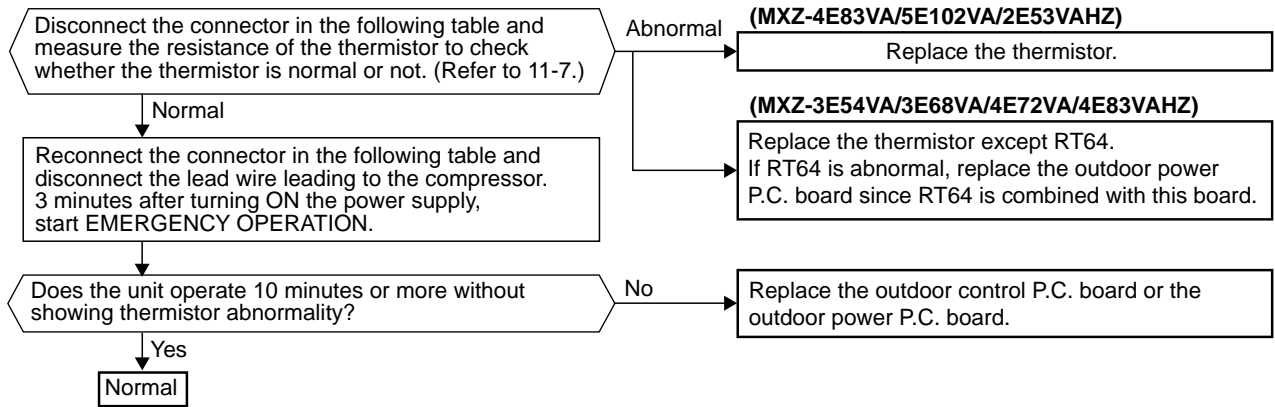 Disconnect the connector in the following table and
measure the resistance of the thermistor to check
whether the thermistor is normal or not. (Refer to 11-7.)
Abnormal
(MXZ-4E83VA/5E102VA/2E53VAHZ)
Replace the thermistor.
Normal
(MXZ-3E54VA/3E68VA/4E72VA/4E83VAHZ)
Replace the thermistor except RT64.
If RT64 is abnormal, replace the outdoor power
P.C. board since RT64 is combined with this board.
Reconnect the connector in the following table and
disconnect the lead wire leading to the compressor.
3 minutes after turning ON the power supply,
start EMERGENCY OPERATION.
Does the unit operate 10 minutes or more without
showing thermistor abnormality?
No
Replace the outdoor control P.C. board or the
outdoor power P.C. board.
Yes
Normal